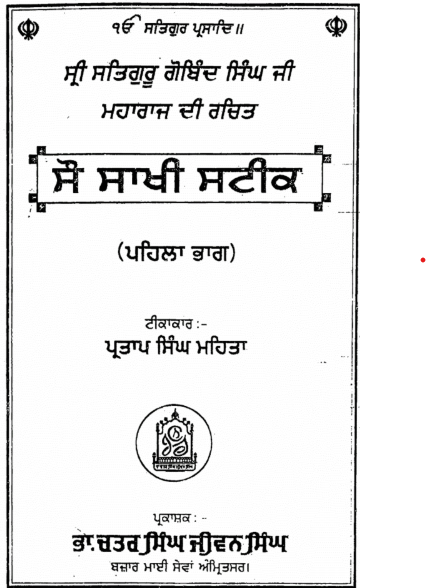 ੴ ਸਤਿਗੁਰ ਪ੍ਰਸਾਦਿ॥
ਸ੍ਰੀ ਸਤਿਗੁਰੂ ਗੋਬਿੰਦ ਸਿੰਘ ਜੀ
ਮਹਾਰਾਜ ਦੀ ਰਚਿਤ
ਸੌ ਸਾਖੀ ਸਟੀਕ
(ਪਹਿਲਾ ਭਾਗ)
ਟੀਕਾਕਾਰ :-
ਪ੍ਰਤਾਪ ਸਿੰਘ ਮਹਿਤਾ
ਪ੍ਰਕਾਸ਼ਕ : -
ਭਾ. ਚਤਰ ਸਿੰਘ ਜੀਵਨ ਸਿੰਘ
ਬਜ਼ਾਰ ਮਾਈ ਸੇਵਾਂ ਅੰਮ੍ਰਿਤਸਰ।